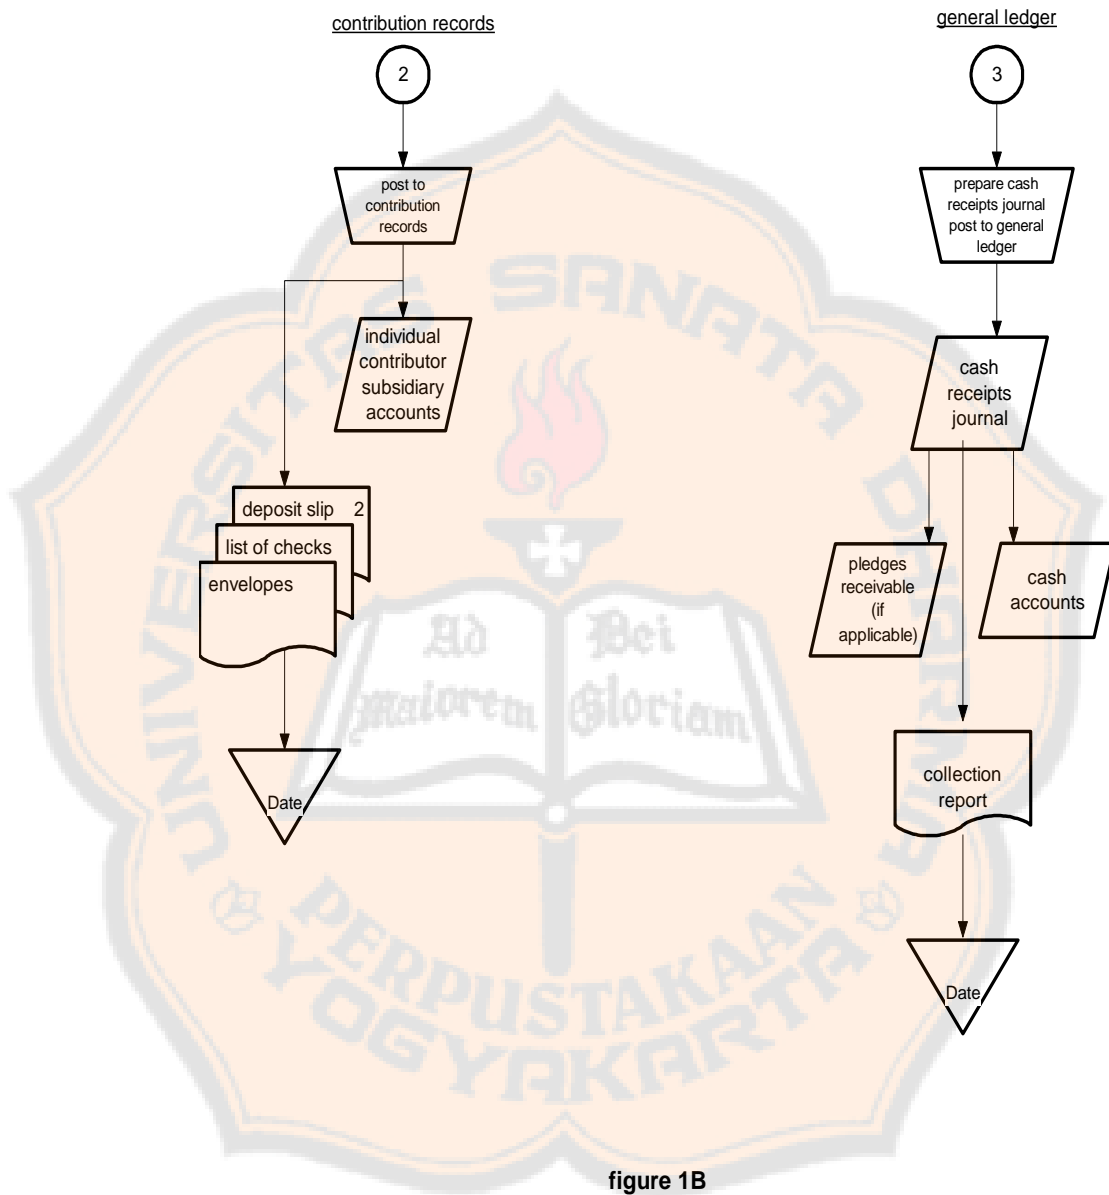 contribution records
2
post to
contribution
records
individual
contributor
subsidiary
accounts
deposit slip 2
list of checks
envelopes
Date
general ledger
3
prepare cash
receipts journal
post to general
ledger
cash
receipts
journal
pledges
receivable
(if
applicable)
cash
accounts
collection
report
Date
UNIVERSITAS SANATA DHARMA
Ad Dei
maiorem Gloriam
PERPUSTAKAAN
YOGYAKARTA
figure 1B